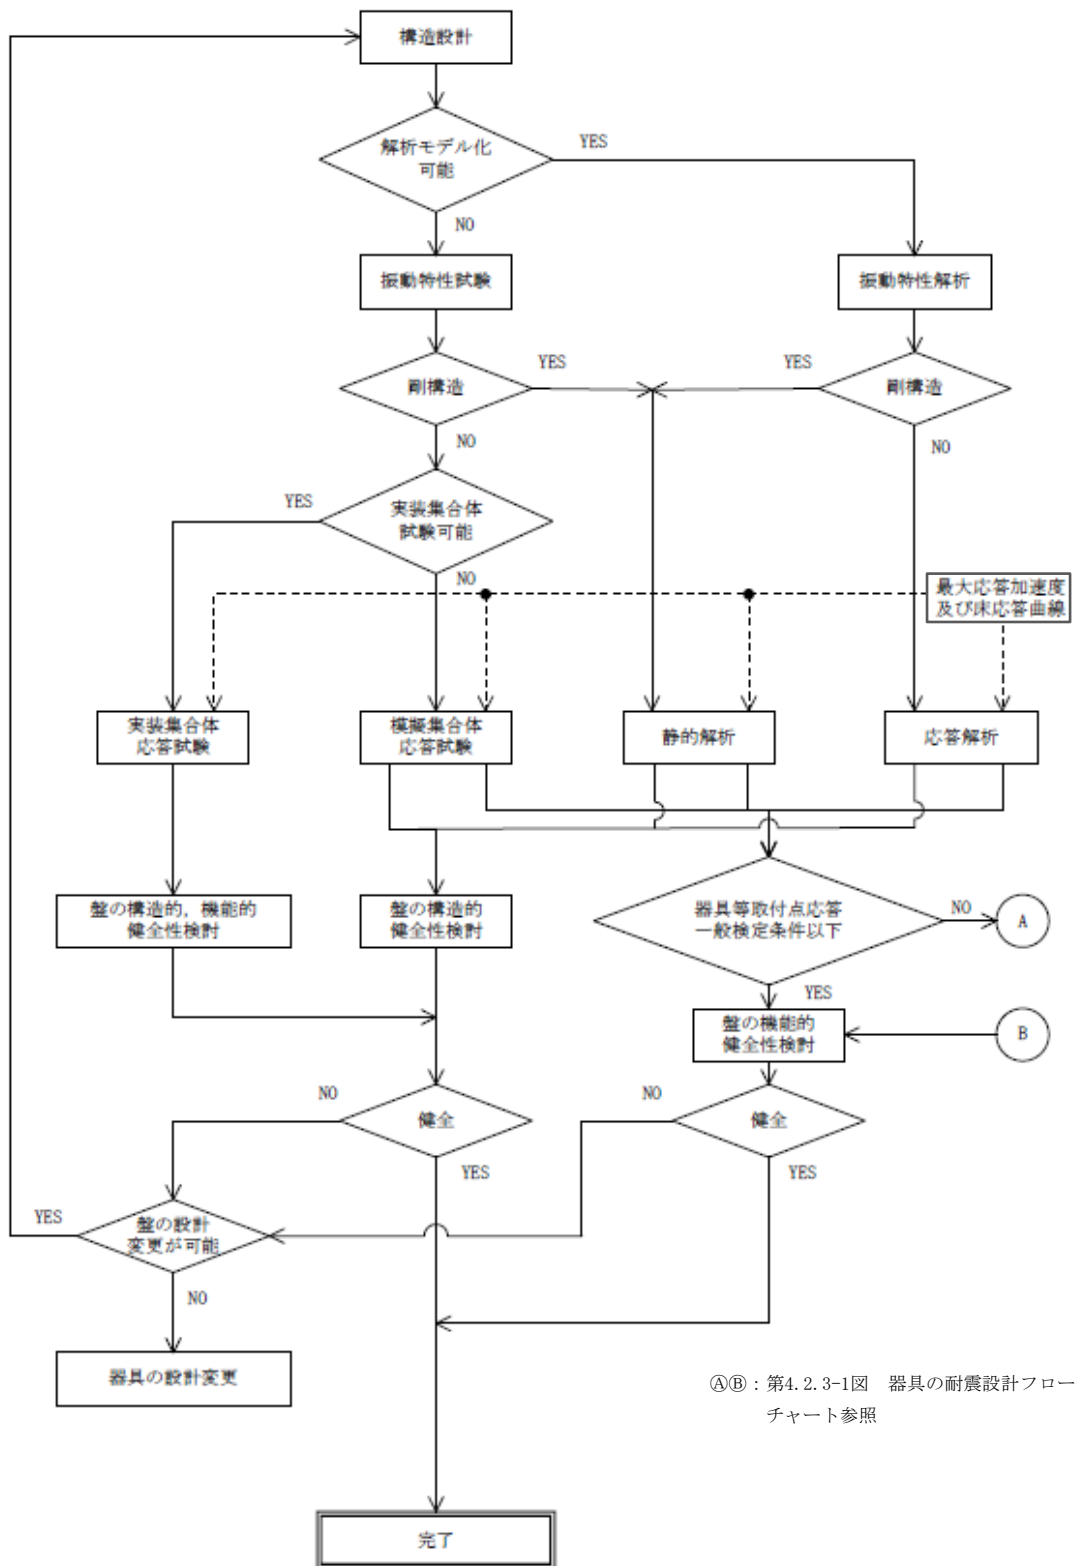 構造設計
解析モデル化
可能
YES
NO
振動特性試験
振動特性解析
剛構造
YES
YES
剛構造
NO
NO
実装集合体
試験可能
YES
NO
最大応答加速度
及び床応答曲線
実装集合体
応答試験
模擬集合体
応答試験
静的解析
応答解析
盤の構造的，機能的
健全性検討
盤の構造的
健全性検討
器具等取付点応答
一般検定条件以下
NO
A
YES
盤の機能的
健全性検討
B
NO
健全
YES
NO
健全
YES
YES
盤の設計
変更が可能
NO
器具の設計変更
ⒶⒷ：第4.2.3-1図　器具の耐震設計フロー
チャート参照
完了